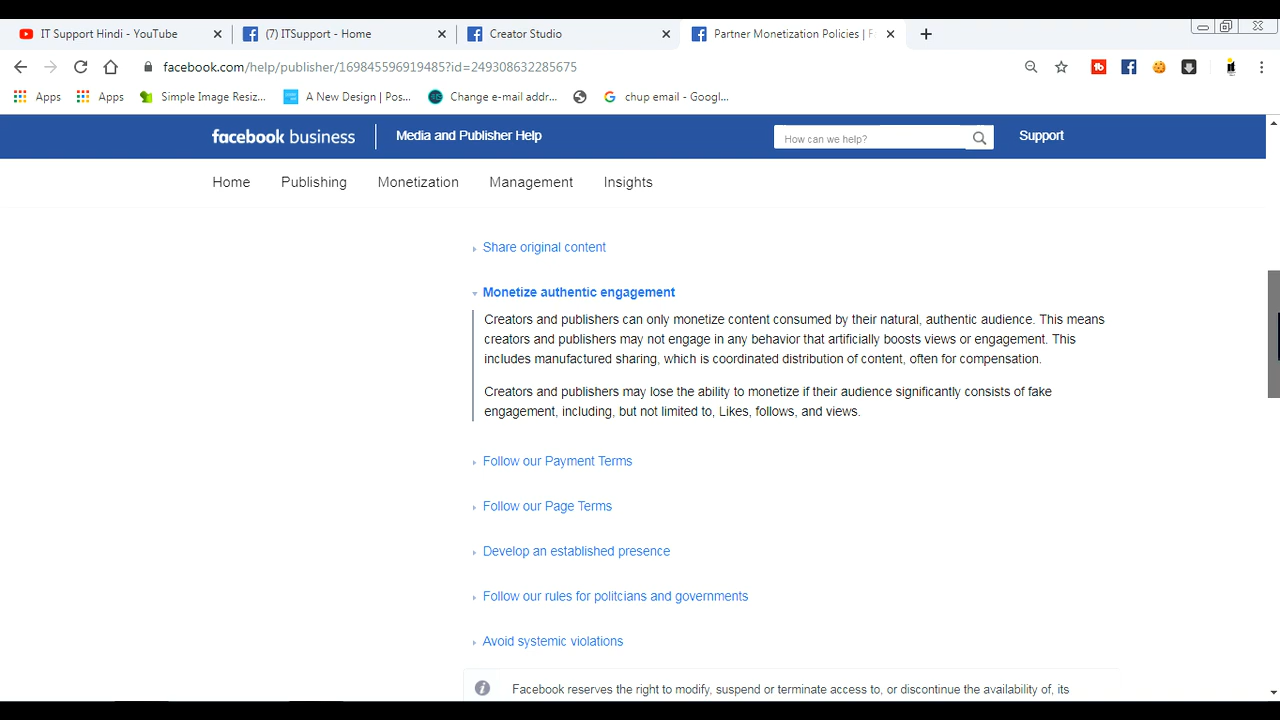 IT Support Hindi - YouTube
(7) ITSupport - Home
Creator Studio
Partner Monetization Policies | F
facebook.com/help/publisher/169845596919485?id=249308632285675
Apps
Apps
Simple Image Resiz...
A New Design | Pos...
Change e-mail addr...
chup email - Googl...
facebook business
Media and Publisher Help
How can we help?
Support
Home
Publishing
Monetization
Management
Insights
Share original content
Monetize authentic engagement
Creators and publishers can only monetize content consumed by their natural, authentic audience. This means
creators and publishers may not engage in any behavior that artificially boosts views or engagement. This
includes manufactured sharing, which is coordinated distribution of content, often for compensation.
Creators and publishers may lose the ability to monetize if their audience significantly consists of fake
engagement, including, but not limited to, Likes, follows, and views.
Follow our Payment Terms
Follow our Page Terms
Develop an established presence
Follow our rules for politcians and governments
Avoid systemic violations
Facebook reserves the right to modify, suspend or terminate access to, or discontinue the availability of, its